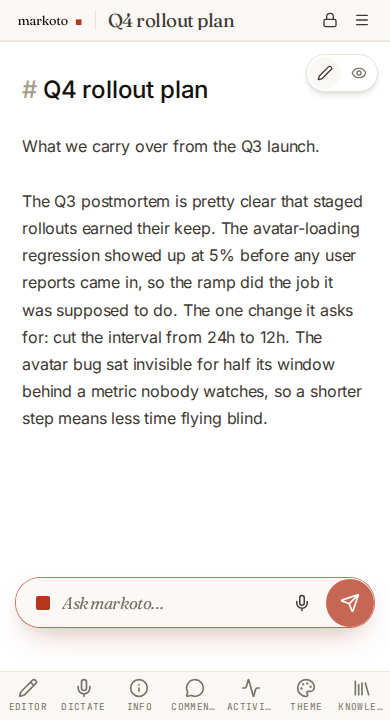 markoto
Q4 rollout plan
# Q4 rollout plan
What we carry over from the Q3 launch.
The Q3 postmortem is pretty clear that staged
rollouts earned their keep. The avatar-loading
regression showed up at 5% before any user
reports came in, so the ramp did the job it
was supposed to do. The one change it asks
for: cut the interval from 24h to 12h. The
avatar bug sat invisible for half its window
behind a metric nobody watches, so a shorter
step means less time flying blind.
Ask markoto...
EDITOR DICTATE INFO COMMEN… ACTIVI… THEME KNOWLE…